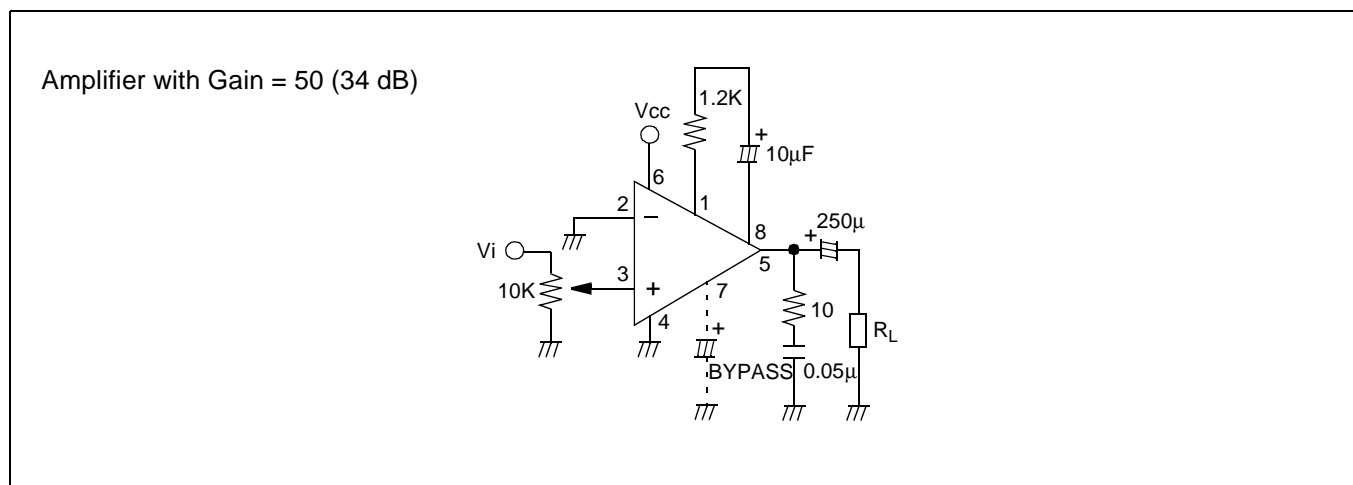 Amplifier with Gain = 50 (34 dB)
1.2K
Vcc
+
10μF
6
1
2
−
8
250μ
+
5
Vi
3
+
10K
7
4
10
+
RL
BYPASS
0.05μ